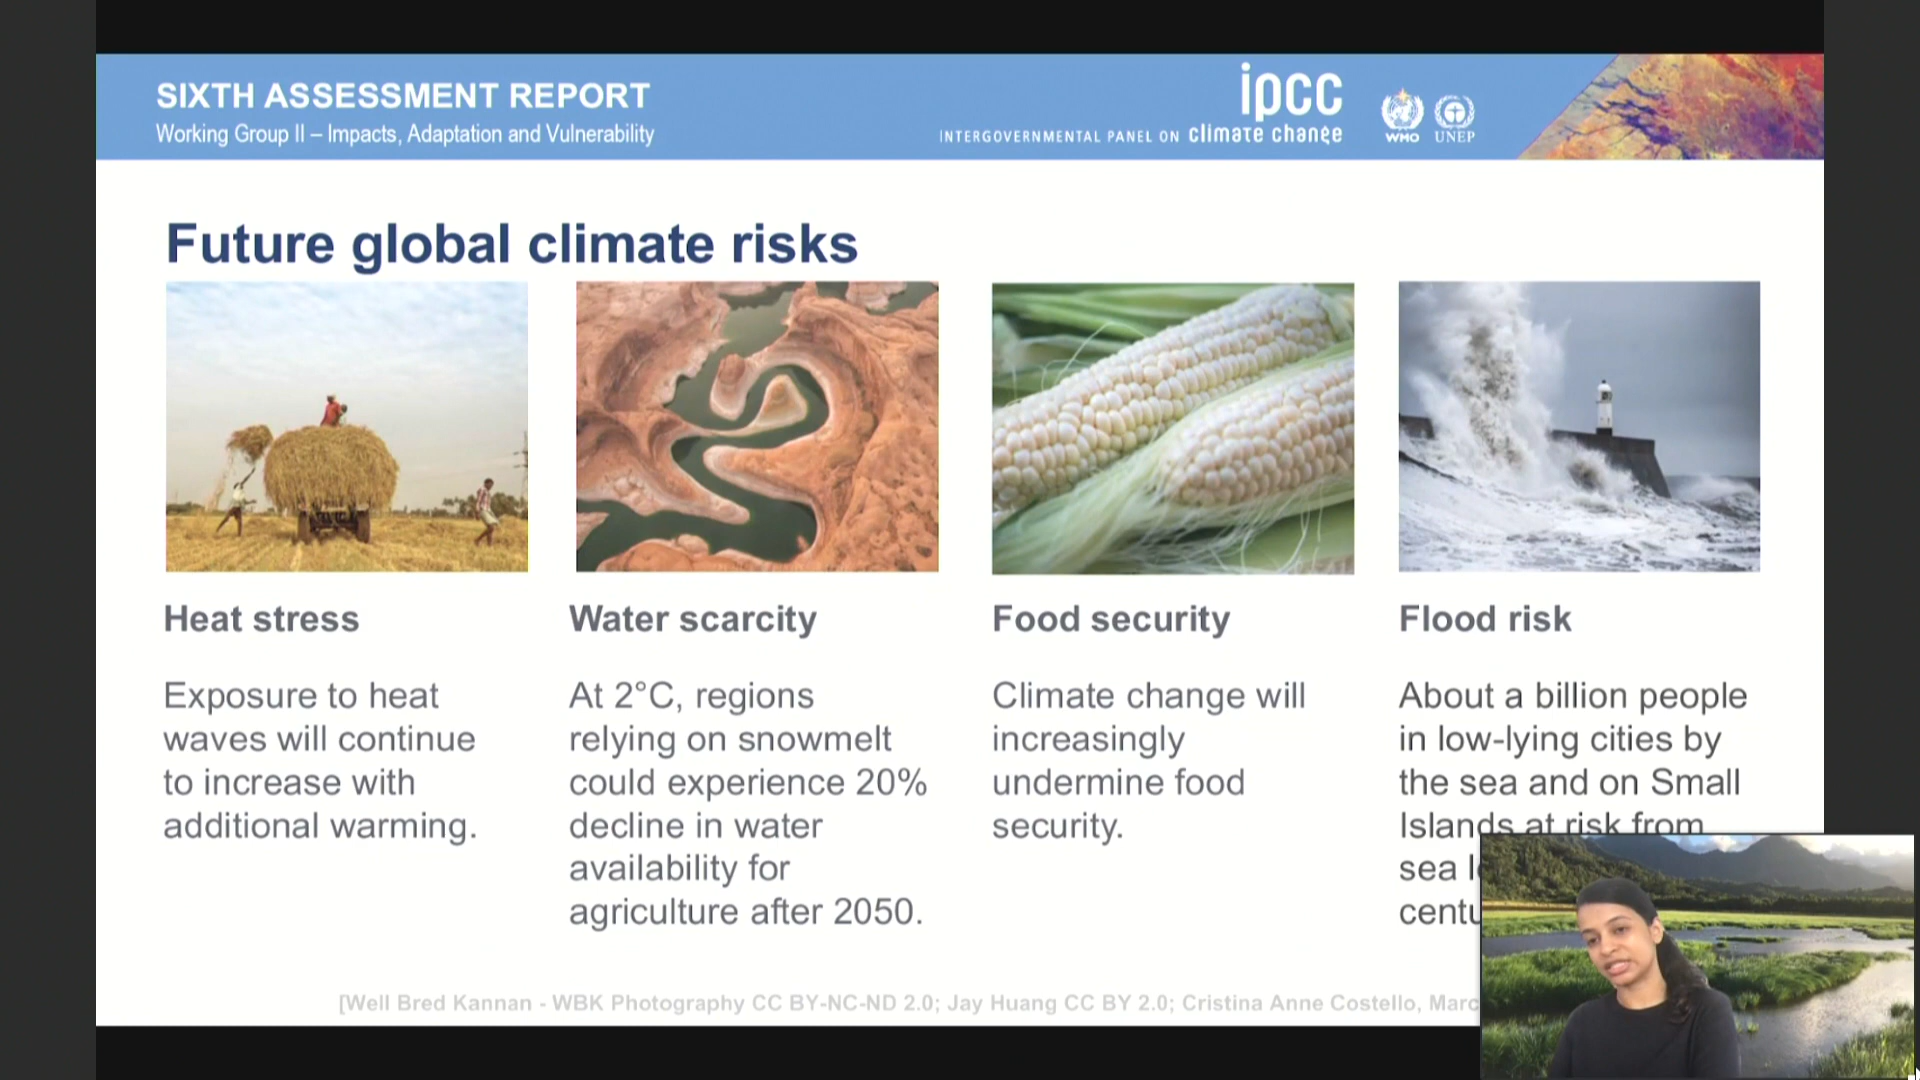 SIXTH ASSESSMENT REPORT
Working Group II – Impacts, Adaptation and Vulnerability
ipcc
INTERGOVERNMENTAL PANEL ON climate change
WMO
UNEP
Future global climate risks
Heat stress
Exposure to heat
waves will continue
to increase with
additional warming.
Water scarcity
At 2°C, regions
relying on snowmelt
could experience 20%
decline in water
availability for
agriculture after 2050.
Food security
Climate change will
increasingly
undermine food
security.
Flood risk
About a billion people
in low-lying cities by
the sea and on Small
Islands at risk from
sea
[Well Bred Kannan - WBK Photography CC BY-NC-ND 2.0; Jay Huang CC BY 2.0; Cristina Anne Costello,